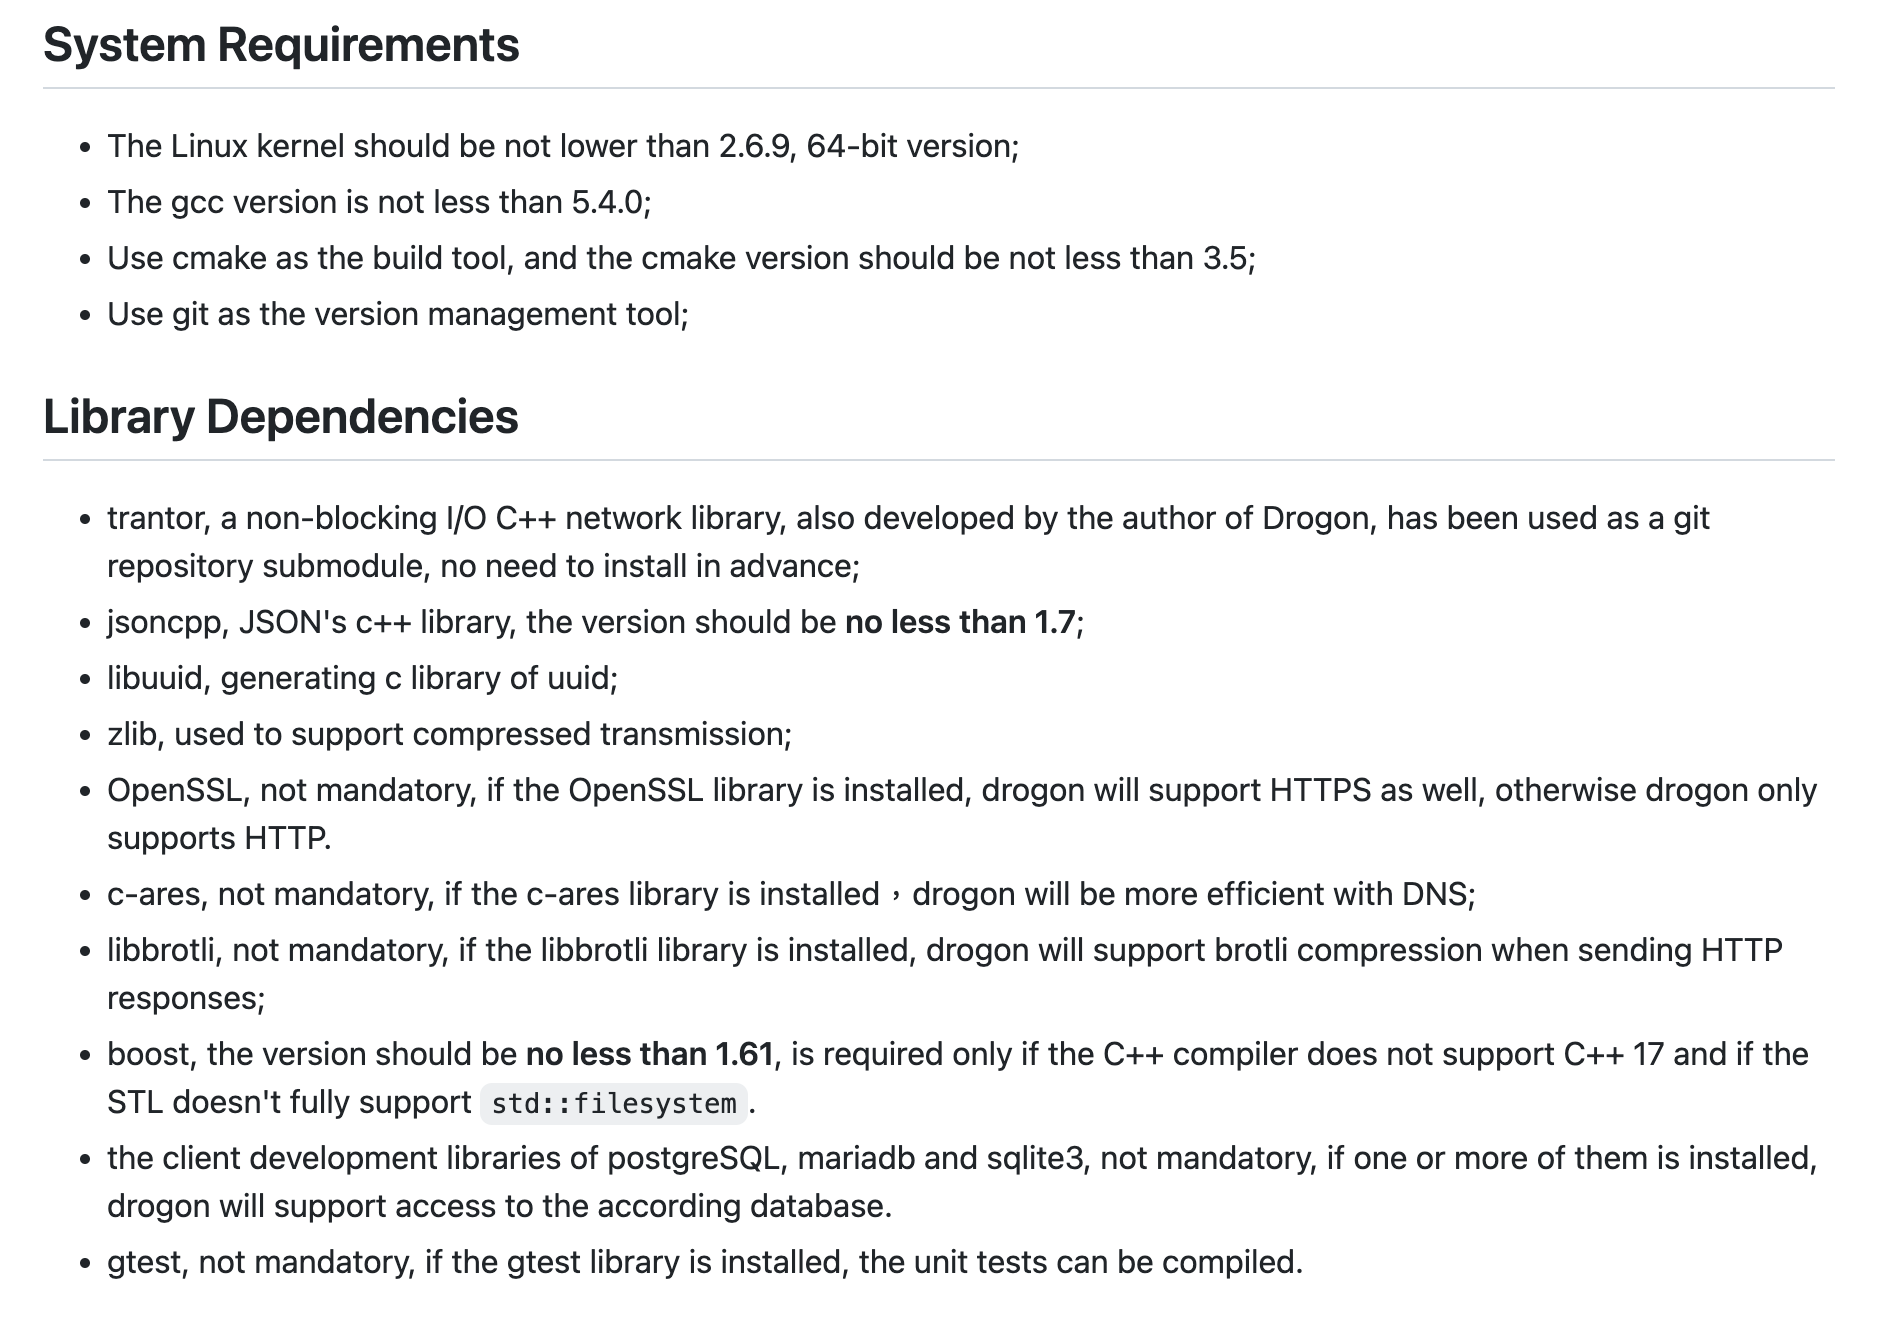 System Requirements
• The Linux kernel should be not lower than 2.6.9, 64-bit version;
• The gcc version is not less than 5.4.0;
• Use cmake as the build tool, and the cmake version should be not less than 3.5;
• Use git as the version management tool;
Library Dependencies
• trantor, a non-blocking I/O C++ network library, also developed by the author of Drogon, has been used as a git
repository submodule, no need to install in advance;
• jsoncpp, JSON's c++ library, the version should be no less than 1.7;
• libuuid, generating c library of uuid;
• zlib, used to support compressed transmission;
• OpenSSL, not mandatory, if the OpenSSL library is installed, drogon will support HTTPS as well, otherwise drogon only
supports HTTP.
• c-ares, not mandatory, if the c-ares library is installed，drogon will be more efficient with DNS;
• libbrotli, not mandatory, if the libbrotli library is installed, drogon will support brotli compression when sending HTTP
responses;
• boost, the version should be no less than 1.61, is required only if the C++ compiler does not support C++ 17 and if the
STL doesn't fully support std::filesystem.
• the client development libraries of postgreSQL, mariadb and sqlite3, not mandatory, if one or more of them is installed,
drogon will support access to the according database.
• gtest, not mandatory, if the gtest library is installed, the unit tests can be compiled.